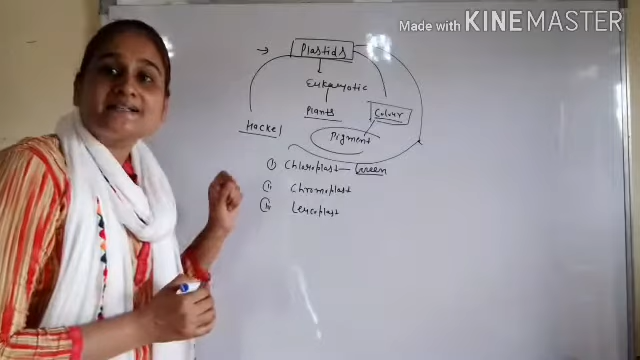 Made with KINEMASTER
→ Plastids
Eukaryotic
Plants
Colour
Hackel
Pigment
(i) Chloroplast — Green
(ii) Chromoplast
(iii) Leucoplast